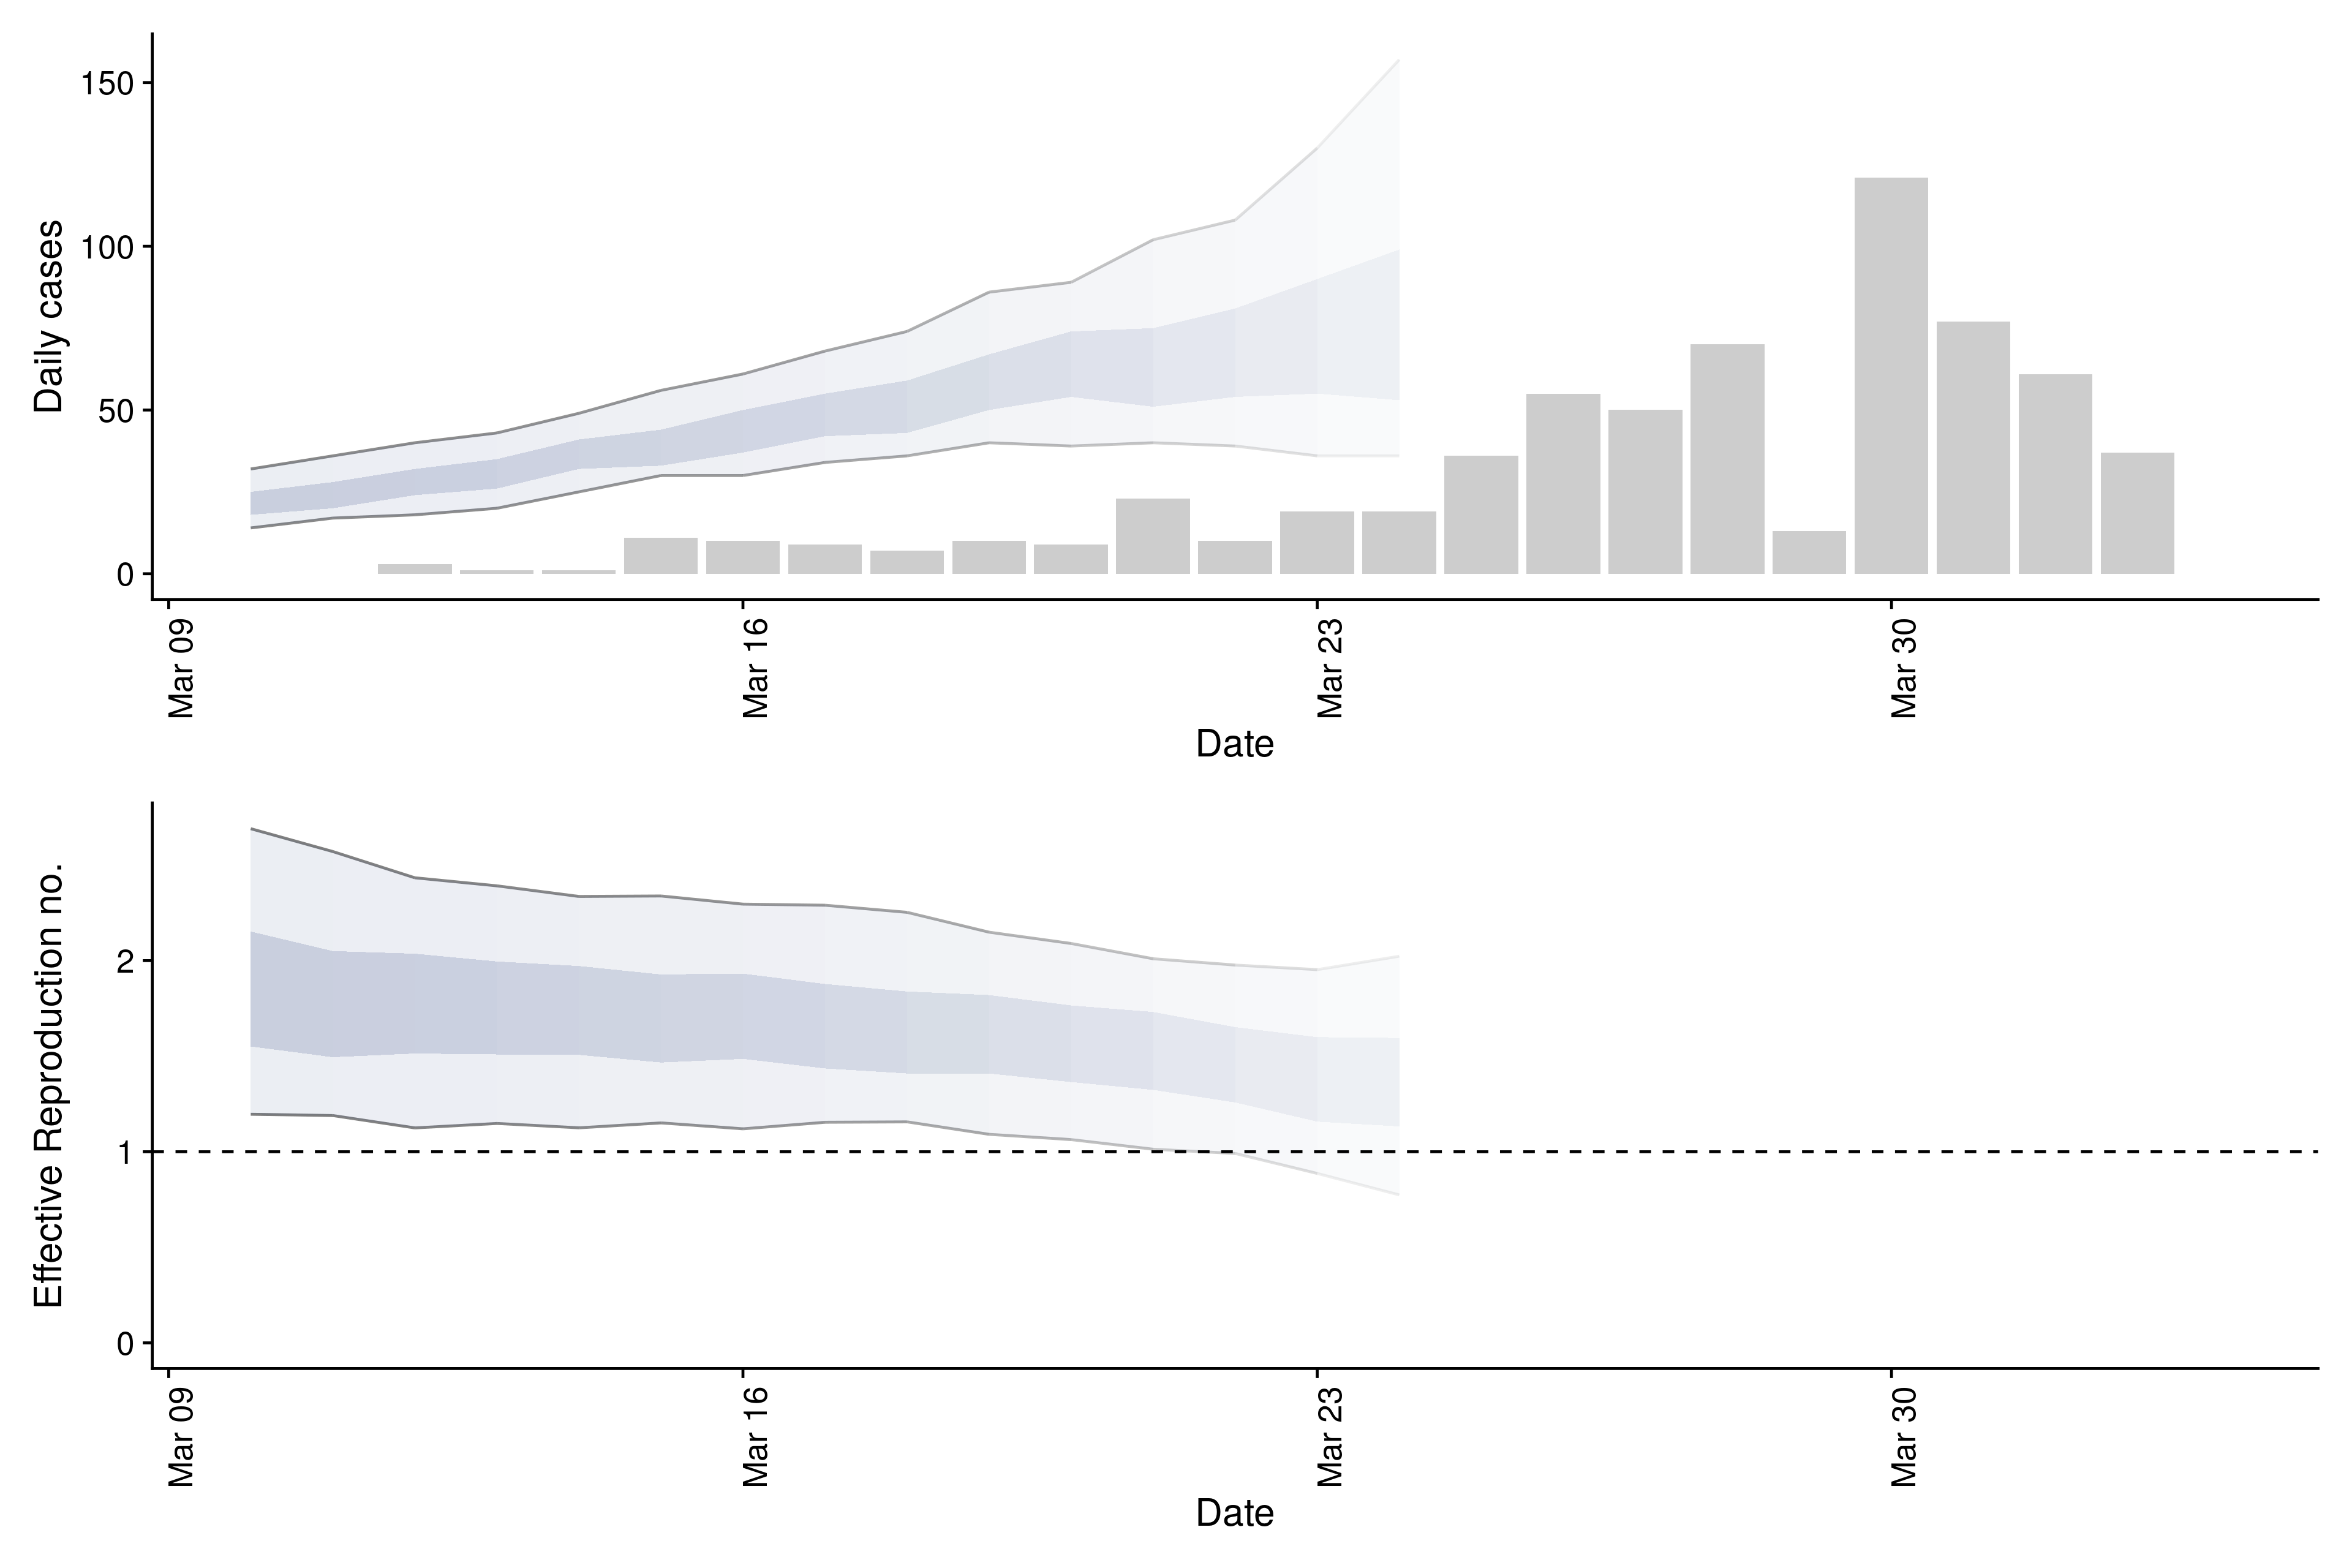 Daily cases
150
100
50
0
Mar 09
Mar 16
Mar 23
Mar 30
Date
Effective Reproduction no.
2
1
0
Mar 09
Mar 16
Mar 23
Mar 30
Date